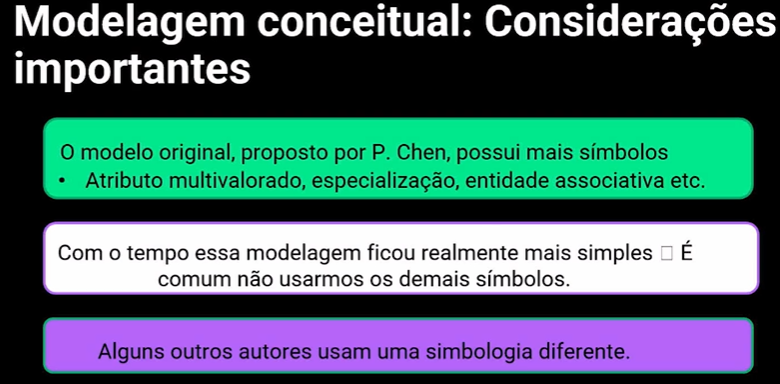 Modelagem conceitual: Considerações
importantes
O modelo original, proposto por P. Chen, possui mais símbolos
• Atributo multivalorado, especialização, entidade associativa etc.
Com o tempo essa modelagem ficou realmente mais simples □ É
comum não usarmos os demais símbolos.
Alguns outros autores usam uma simbologia diferente.